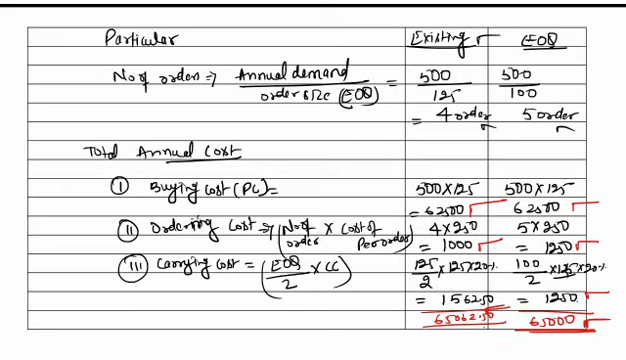 Particular Existing EOQ
No of orders ⇒ Annual demand / order size (EOQ) = 500/125 500/100
= 4 order 5 order
Total Annual Cost
(I) Buying cost (PC) = 500×125 500×125
= 62500 62500
(II) Ordering cost ⇒ (No of order × cost of Per order) 4×250 5×250
= 1000 = 1250
(III) Carrying cost = (EOQ/2 × CC) 125/2 × 125×20% 100/2 × 125×20%
= 1562.50 = 1250.
65062.50 65000